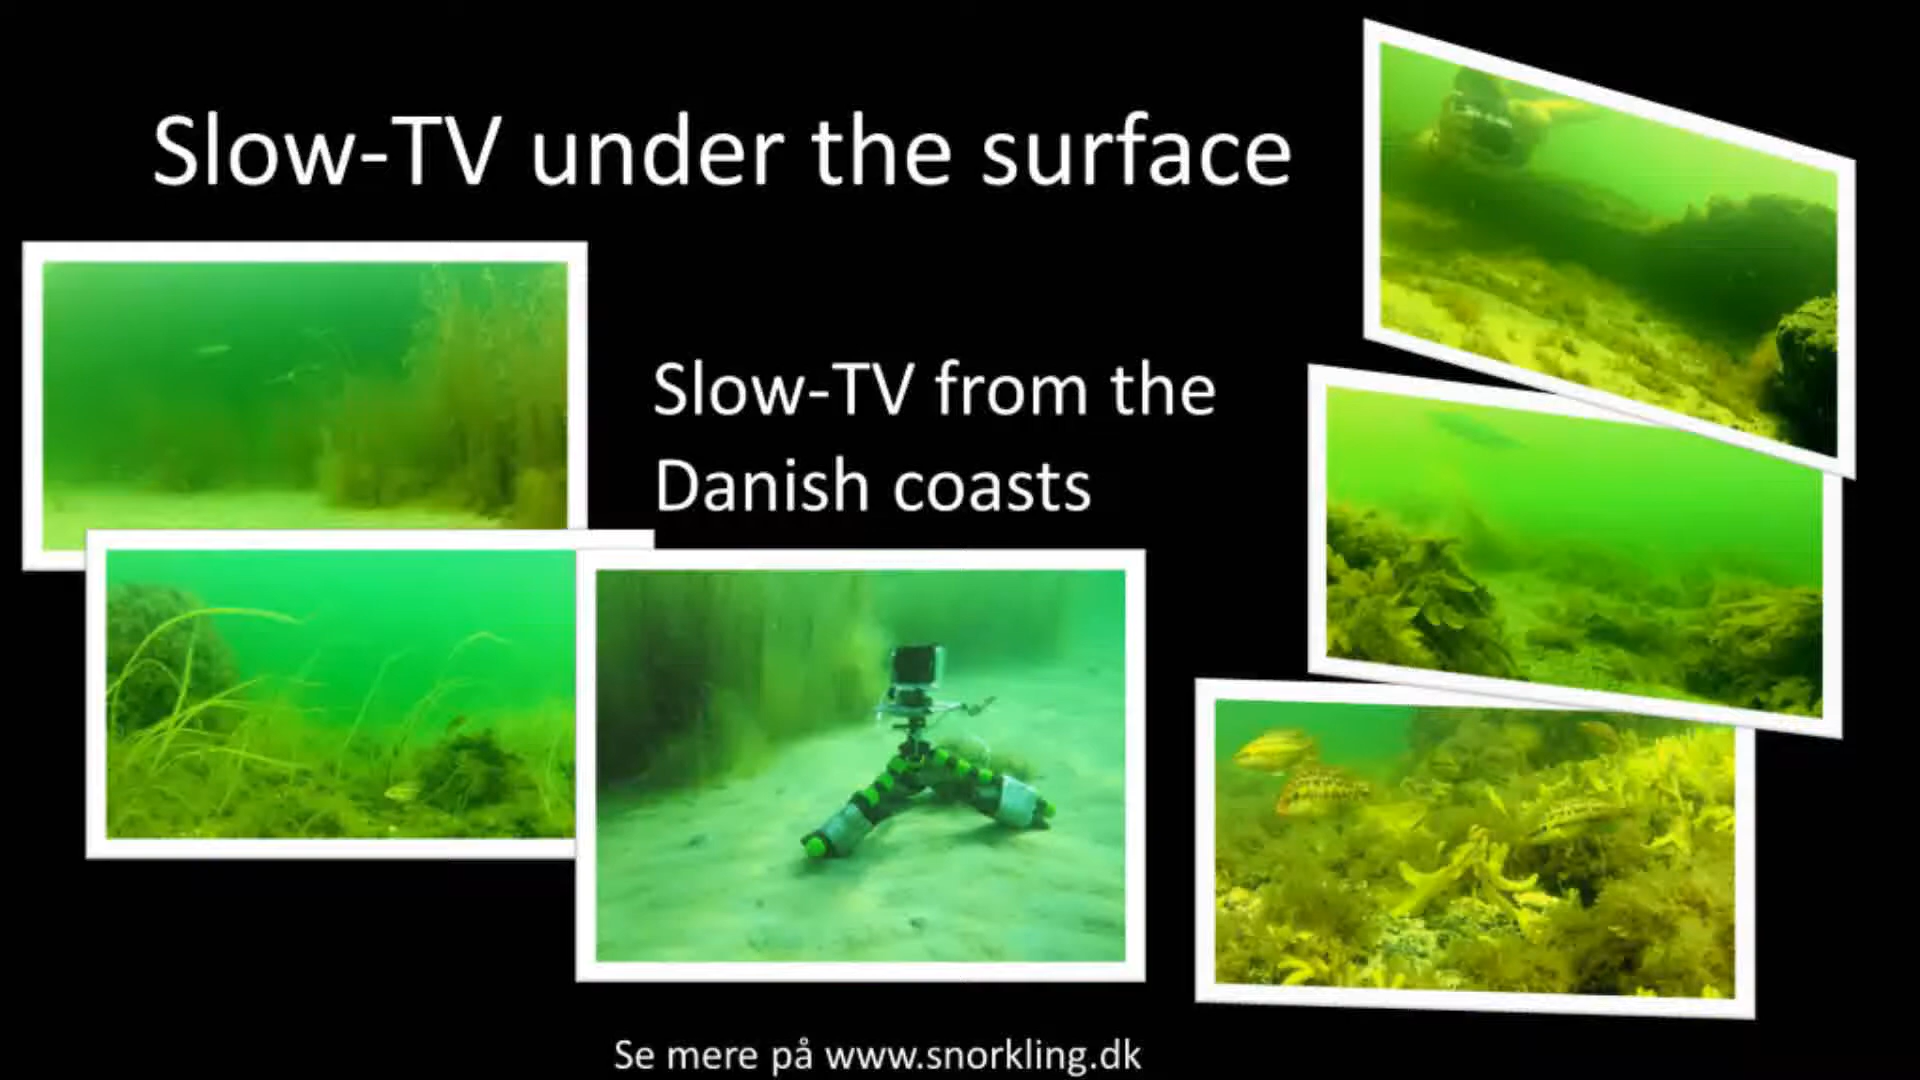 Slow-TV under the surface
Slow-TV from the
Danish coasts
Se mere på www.snorkling.dk